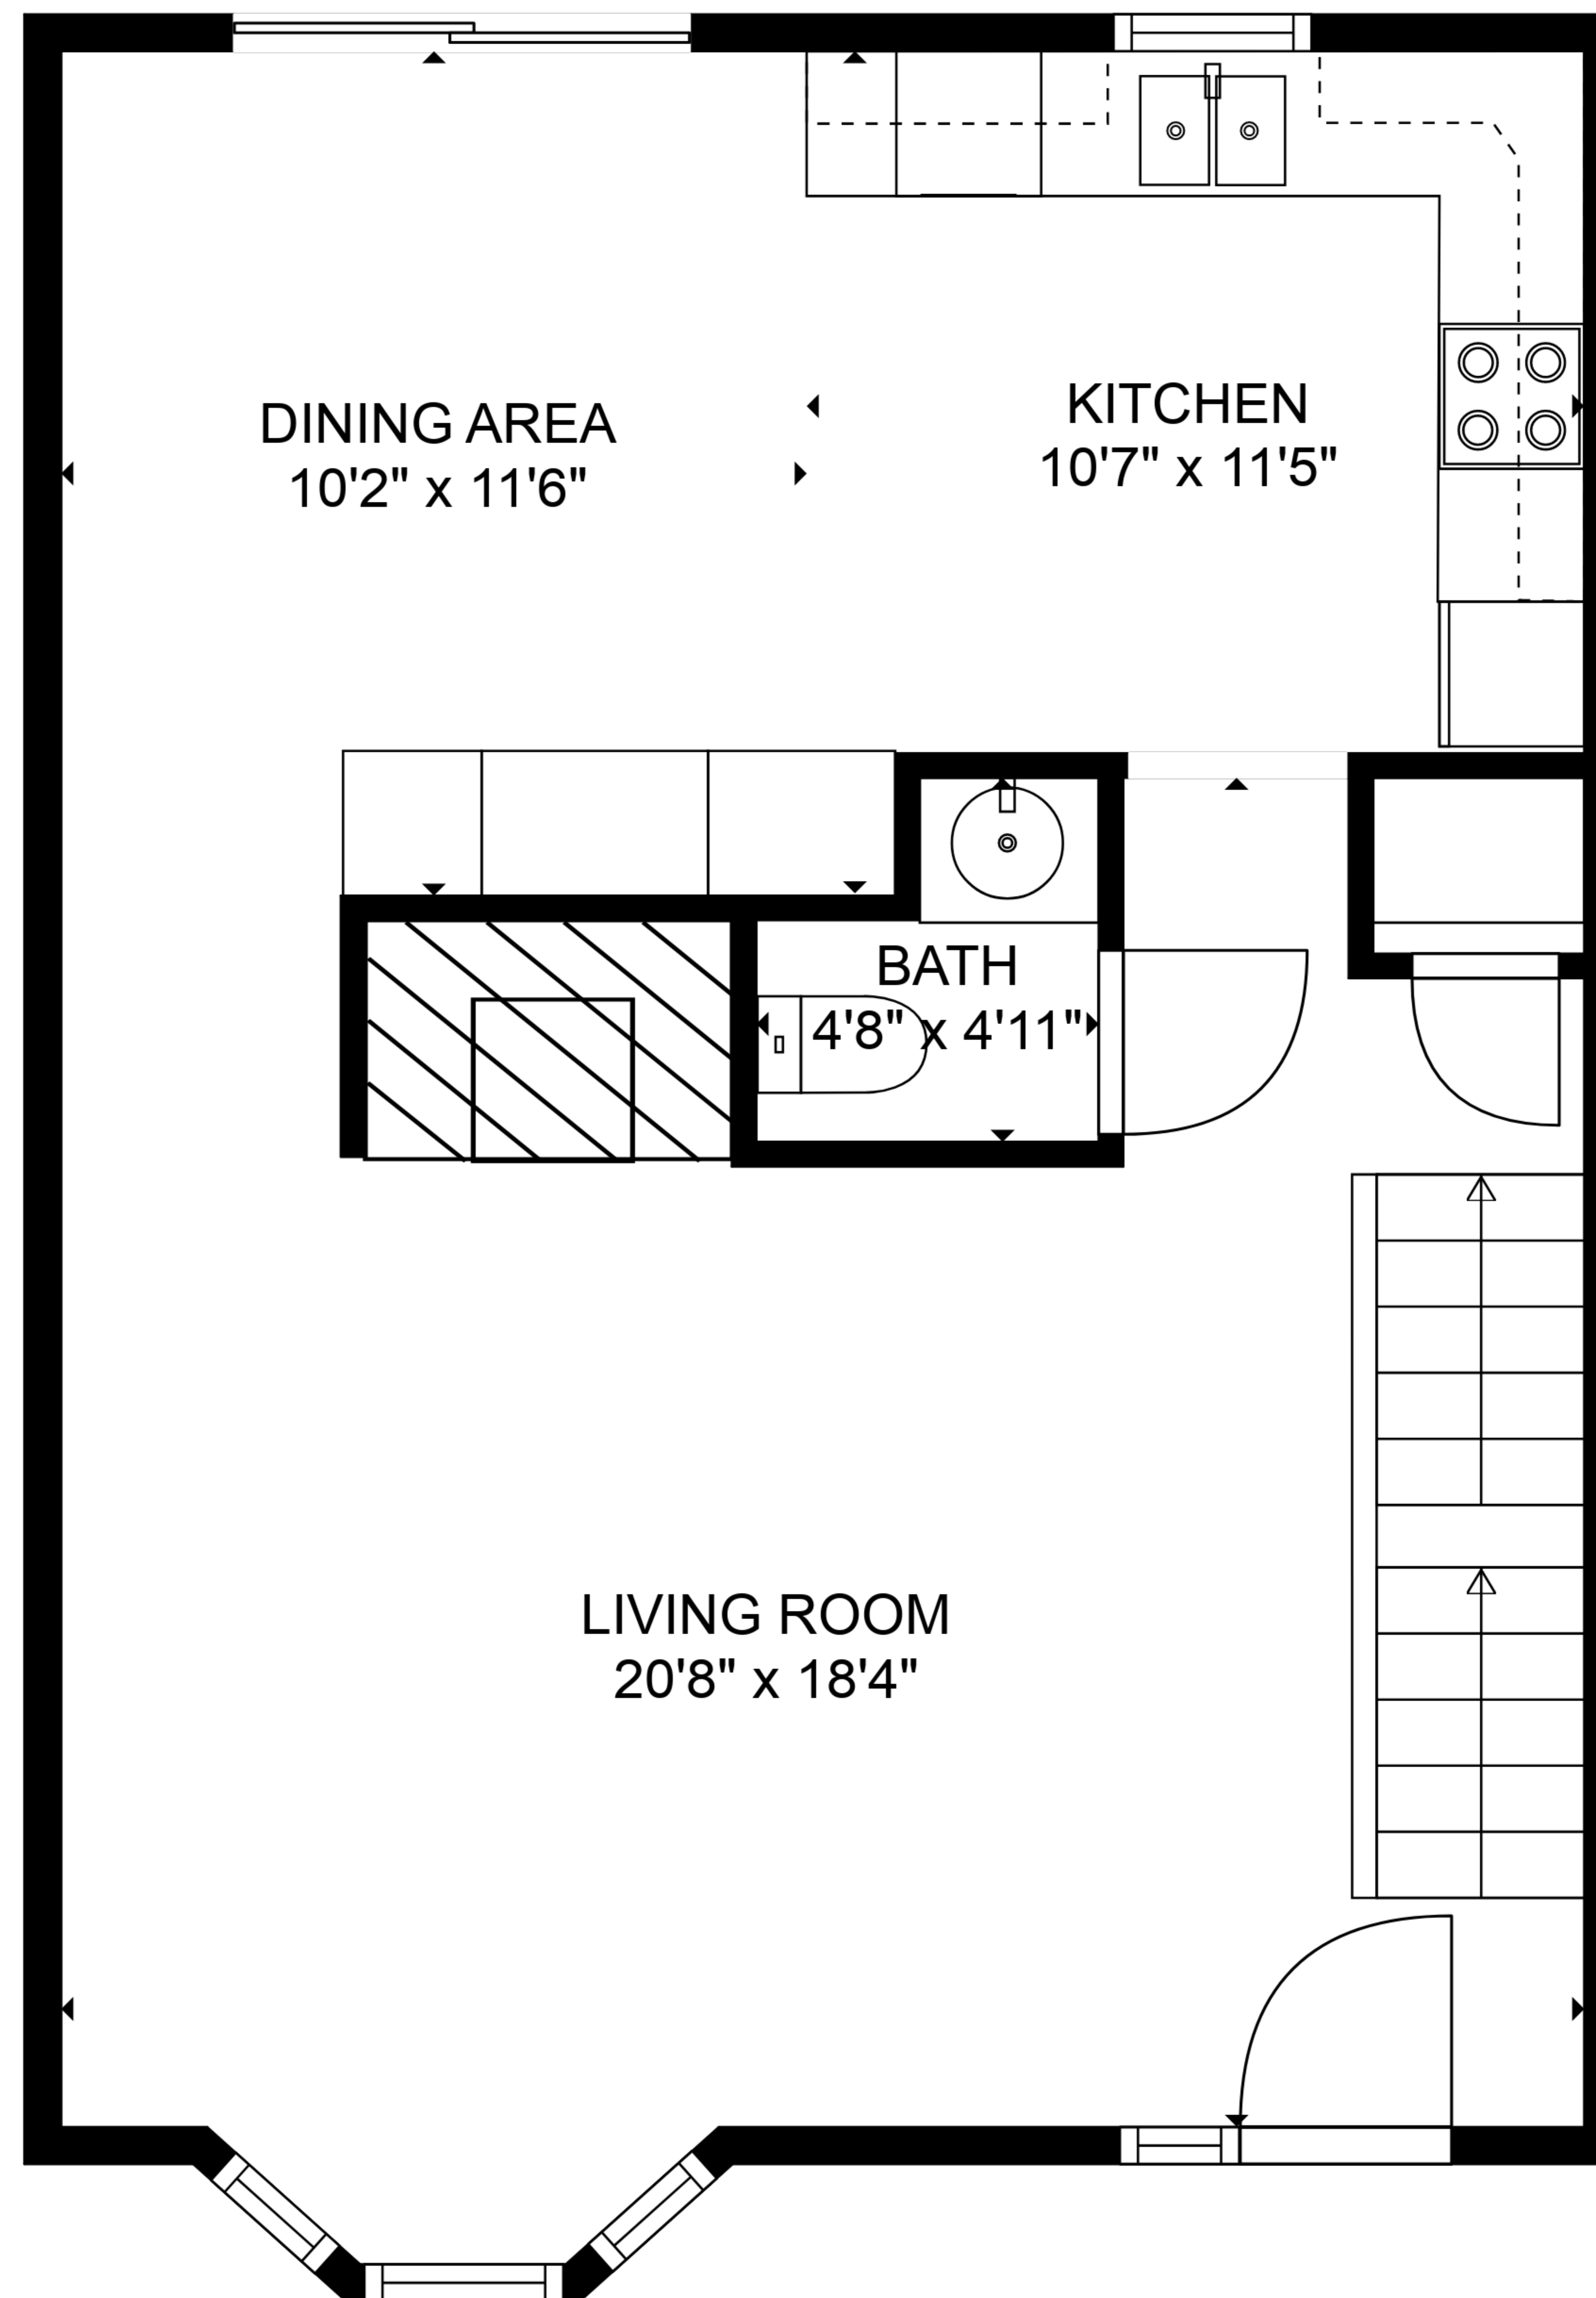 DINING AREA
10'2" x 11'6"
KITCHEN
10'7" x 11'5"
BATH
4'8" x 4'11"
LIVING ROOM
20'8" x 18'4"